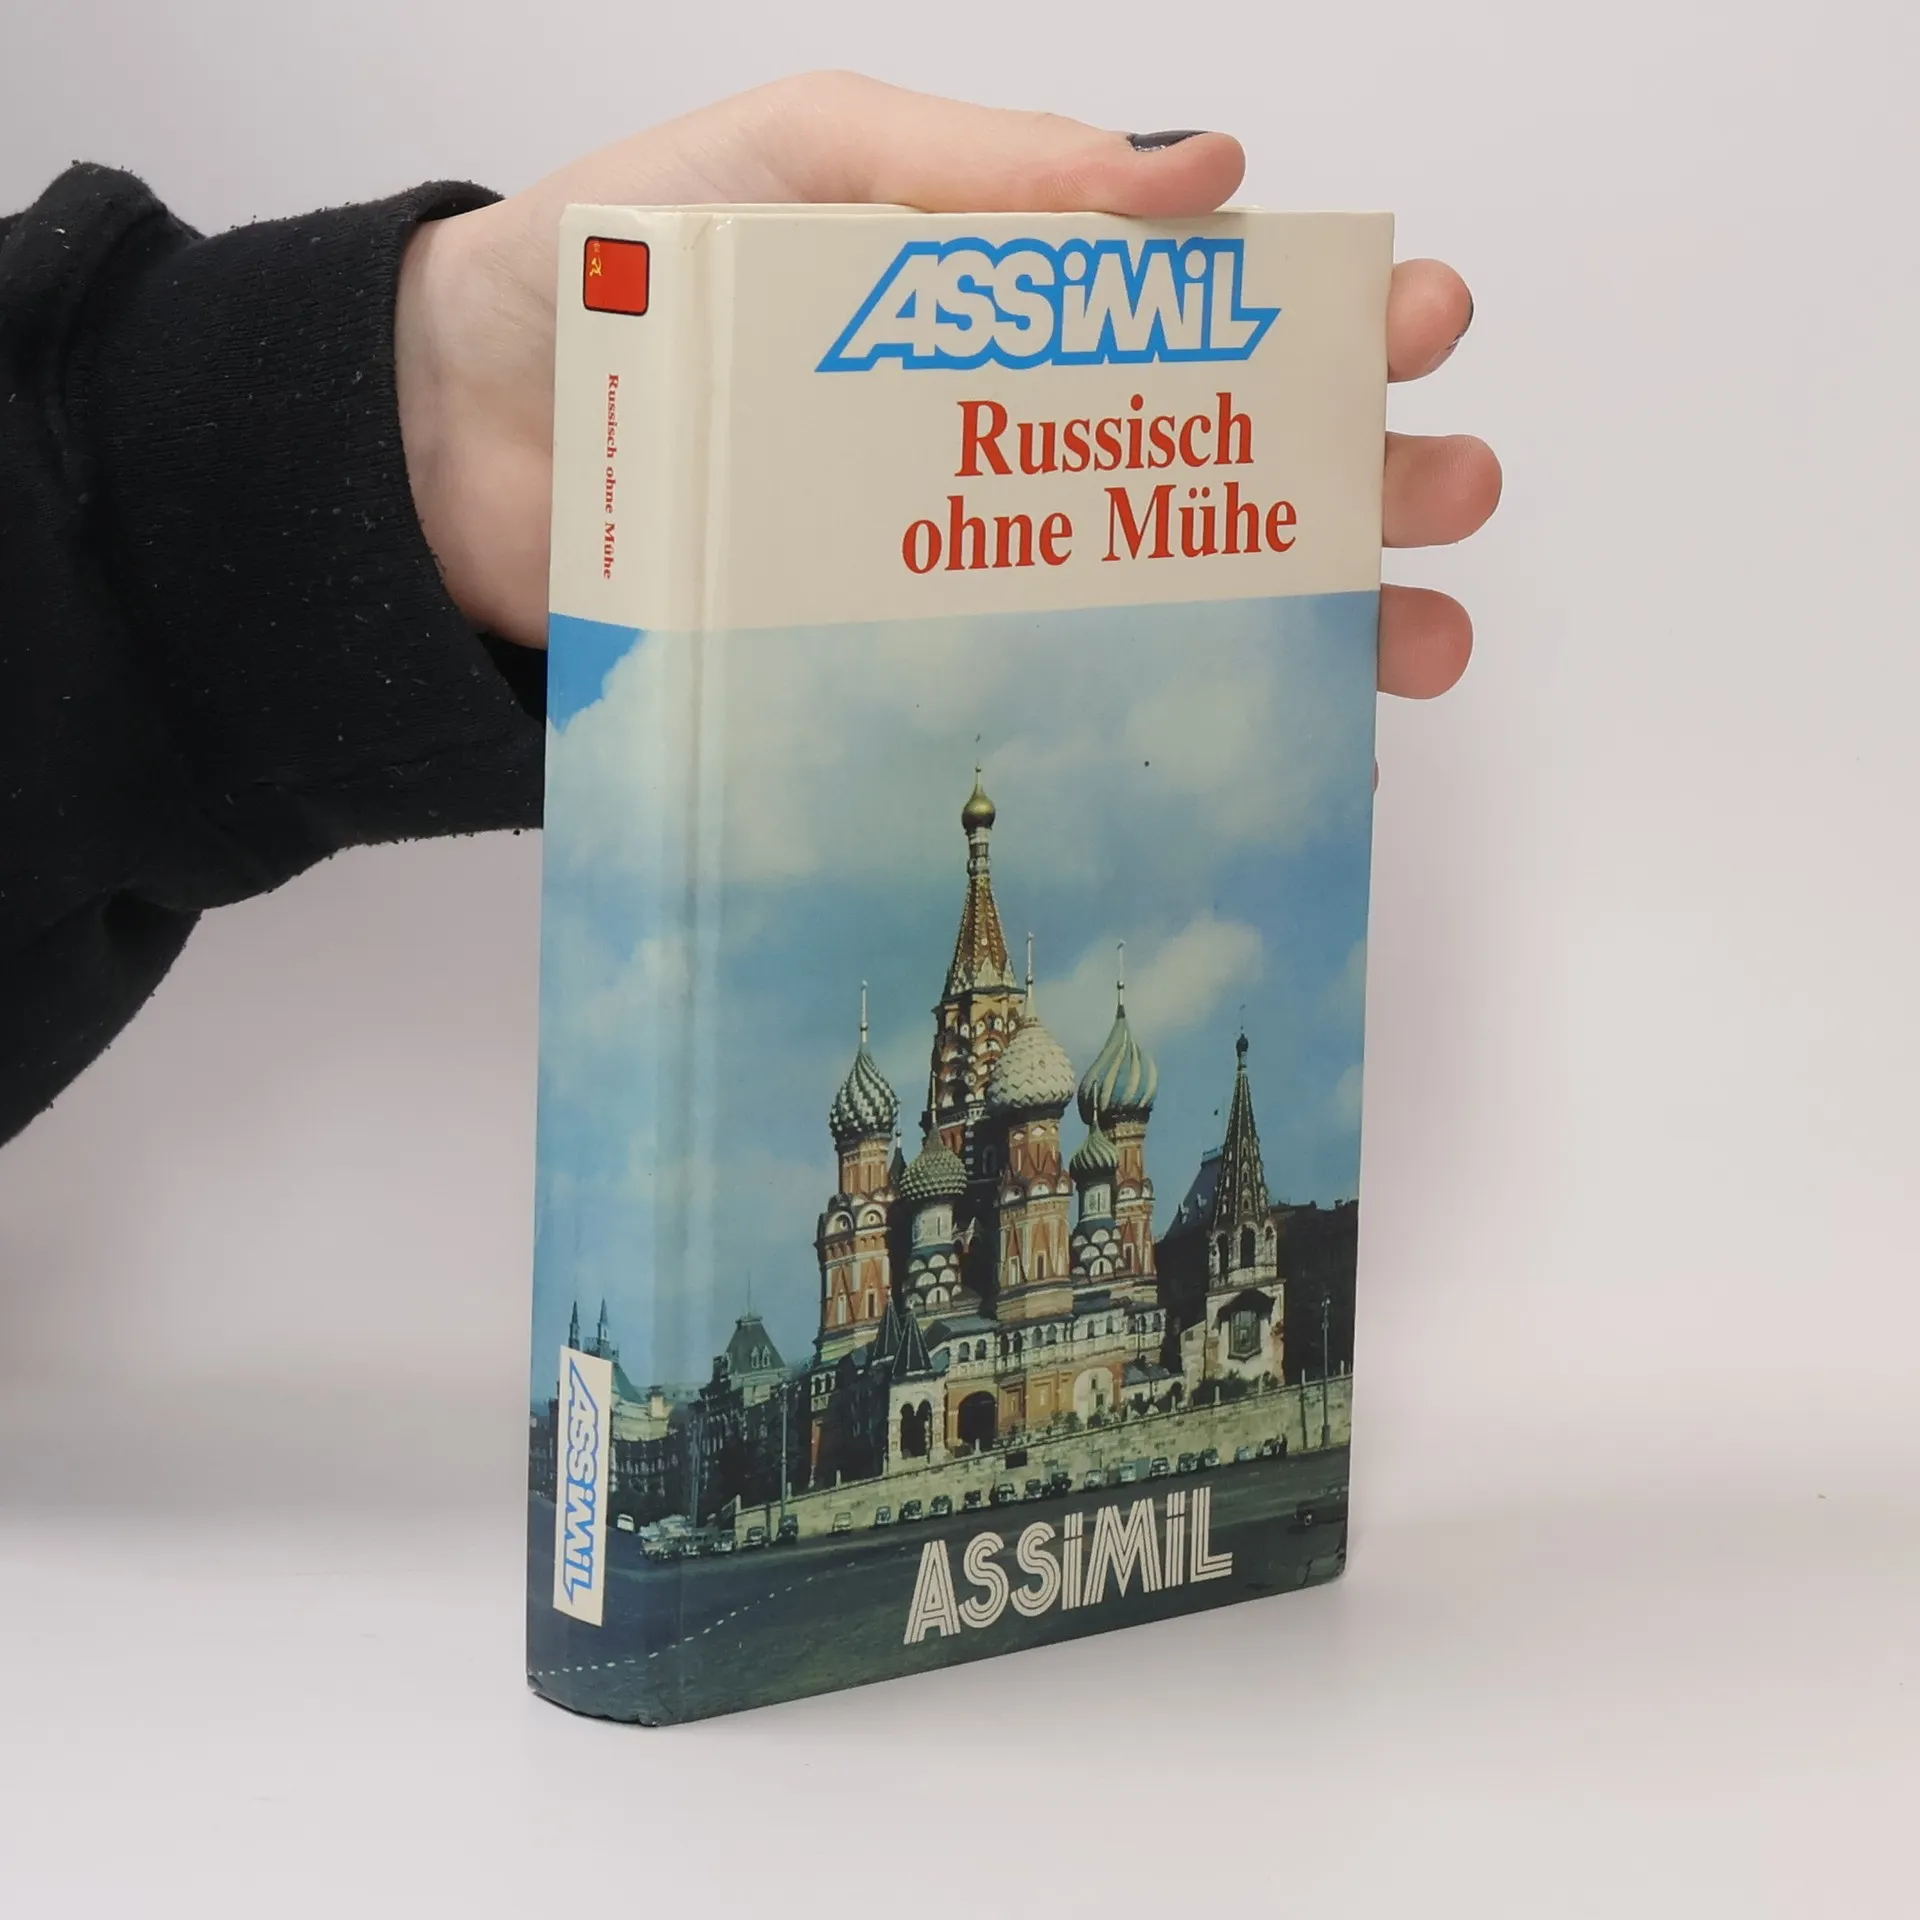 ASSiMiL
Russisch
ohne Mühe
ASSiMiL
Russisch ohne Mühe
ASSiMiL